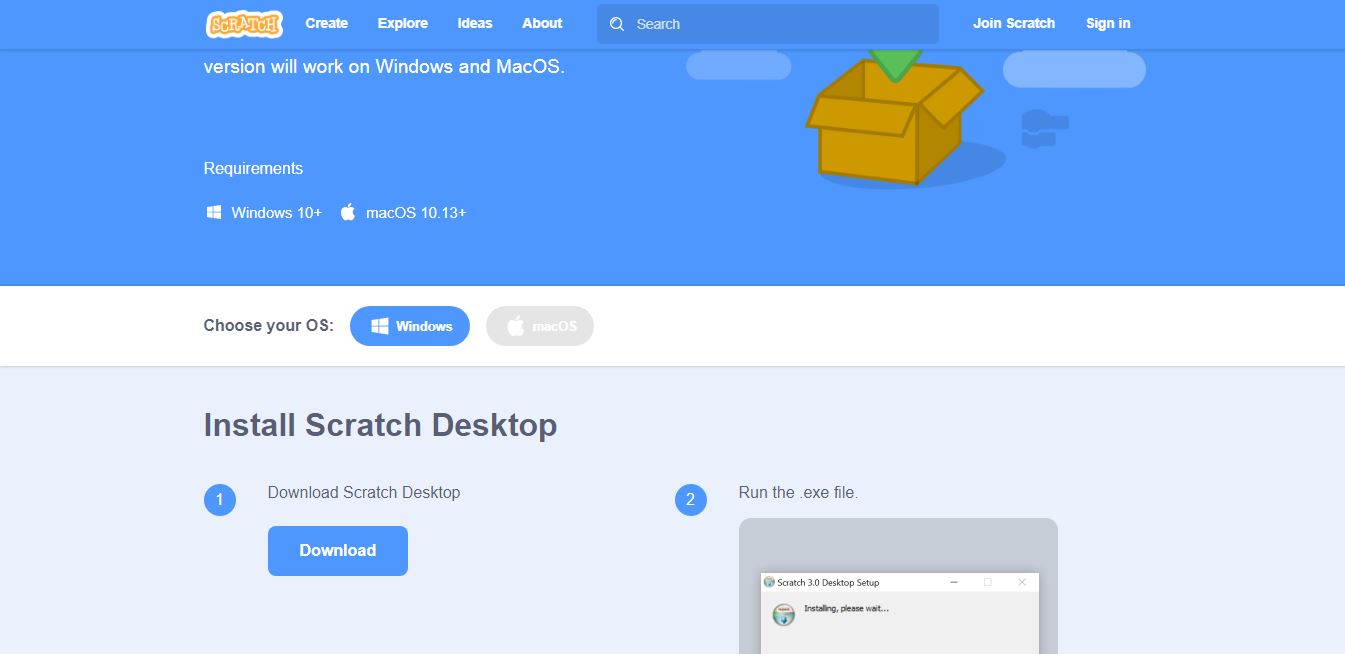 SCRATCH Create Explore Ideas About Search Join Scratch Sign in
version will work on Windows and MacOS.
Requirements
Windows 10+ macOS 10.13+
Choose your OS: Windows macOS
Install Scratch Desktop
1 Download Scratch Desktop
Download
2 Run the .exe file.
Scratch 3.0 Desktop Setup
Installing, please wait...